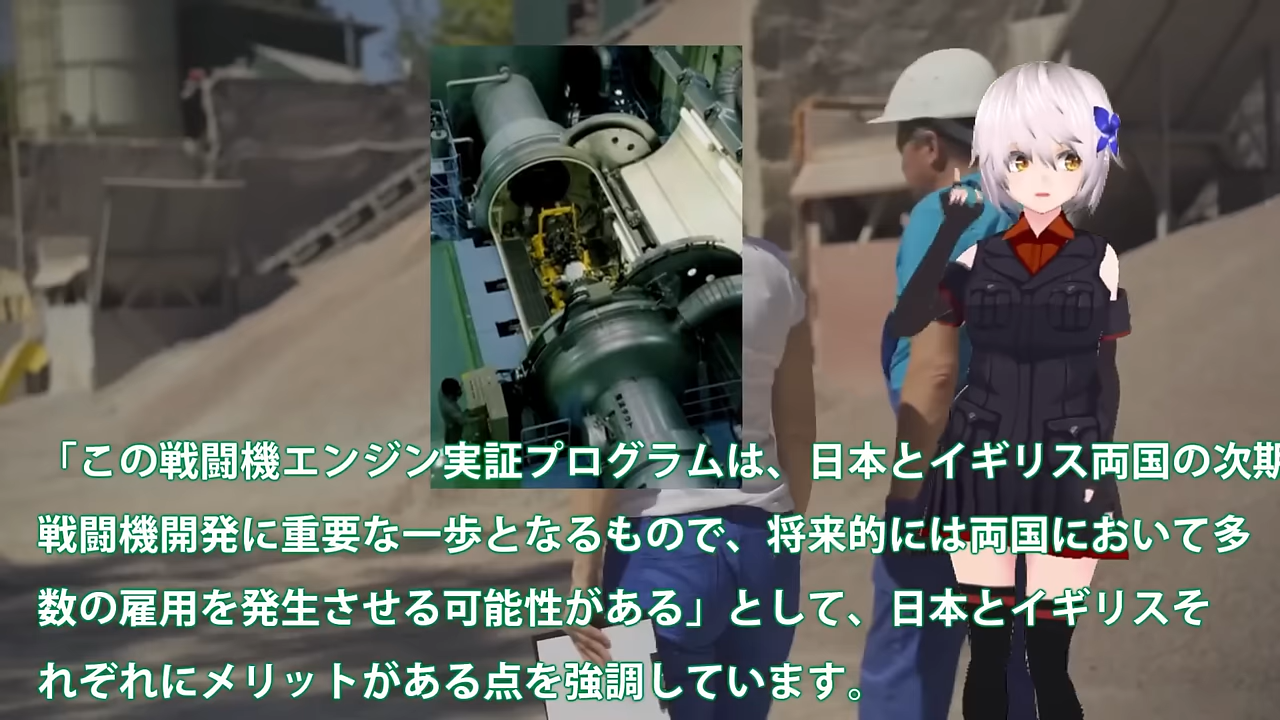 「この戦闘機エンジン実証プログラムは、日本とイギリス両国の次期
戦闘機開発に重要な一歩となるもので、将来的には両国において多
数の雇用を発生させる可能性がある」として、日本とイギリスそ
れぞれにメリットがある点を強調しています。